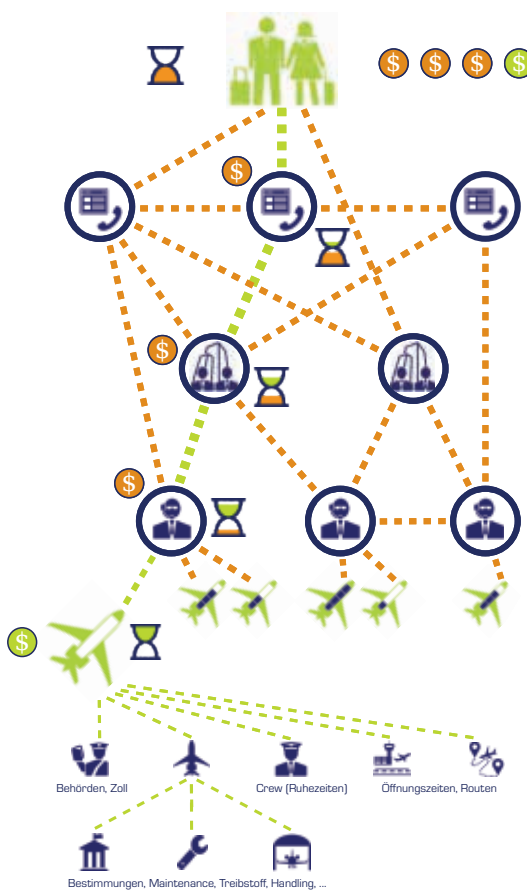 $ $ $ $
$
$
$
$
Behörden, Zoll
Crew (Ruhezeiten)
Öffnungszeiten, Routen
Bestimmungen, Maintenance, Treibstoff, Handling, ...